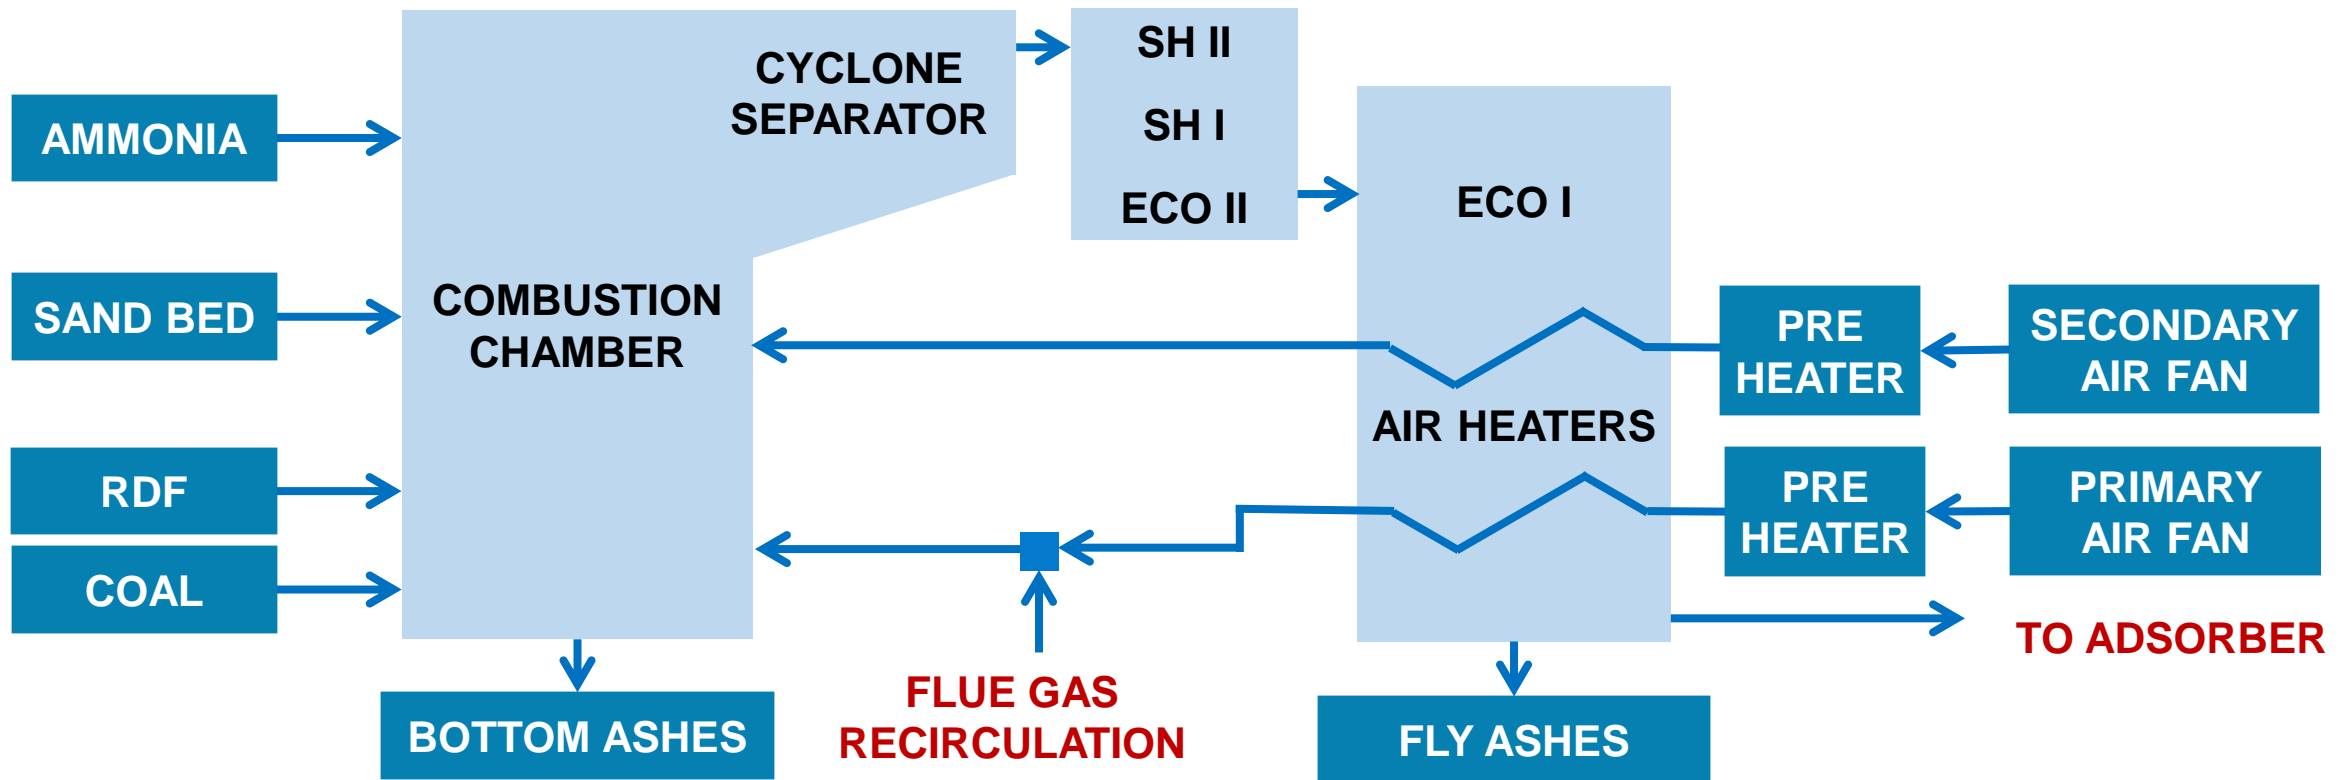 AMMONIA
SAND BED
RDF
COAL
CYCLONE
SEPARATOR
COMBUSTION
CHAMBER
BOTTOM ASHES
SH II
SH I
ECO II
ECO I
AIR HEATERS
FLUE GAS
RECIRCULATION
FLY ASHES
PRE
HEATER
SECONDARY
AIR FAN
PRE
HEATER
PRIMARY
AIR FAN
TO ADSORBER